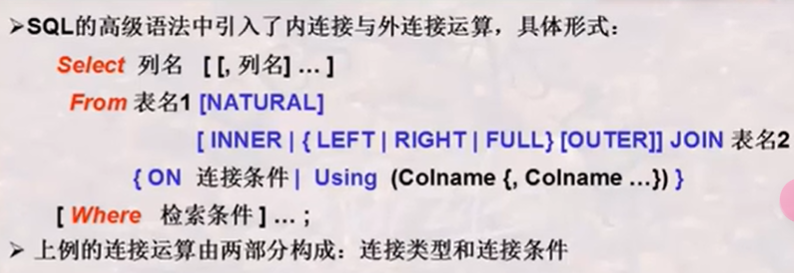 ➢SQL的高级语法中引入了内连接与外连接运算，具体形式：
Select 列名 [ [, 列名] … ]
From 表名1 [NATURAL]
[ INNER | { LEFT | RIGHT | FULL} [OUTER]] JOIN 表名2
{ ON 连接条件 | Using (Colname {, Colname …}) }
[ Where 检索条件 ] … ;
➢ 上例的连接运算由两部分构成：连接类型和连接条件